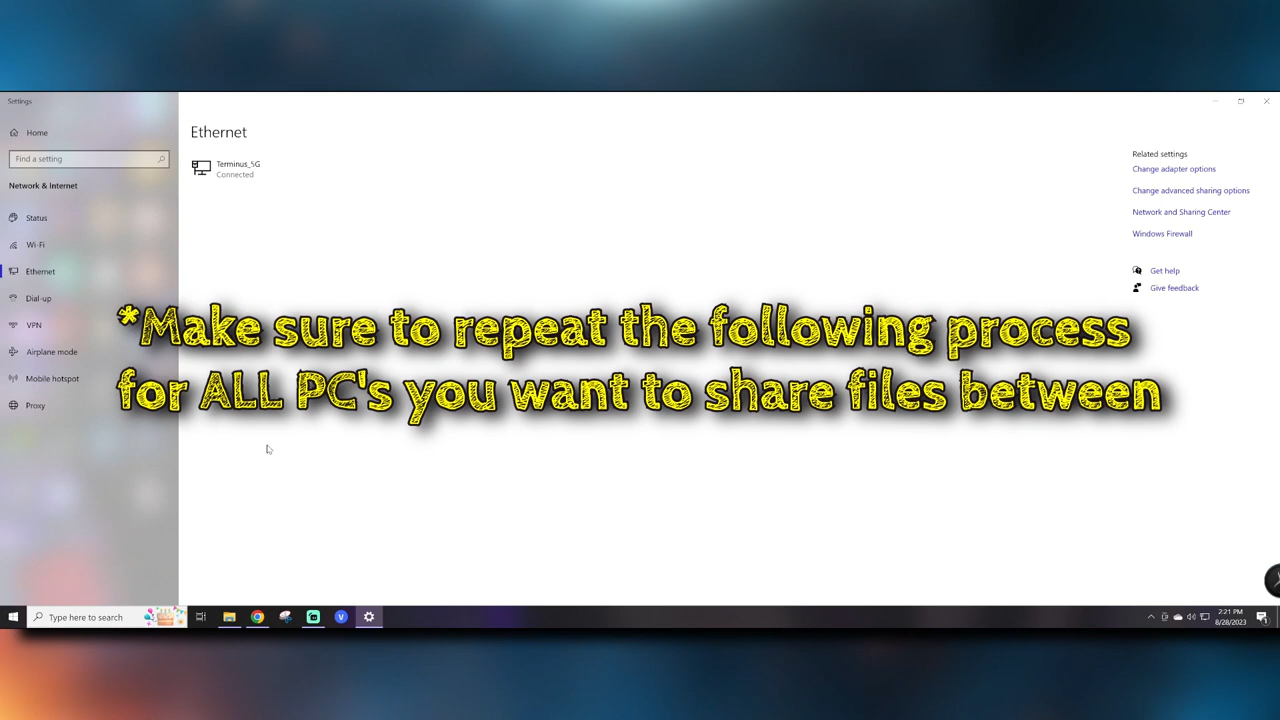 Settings
Home
Find a setting
Network & Internet
Status
Wi-Fi
Ethernet
Dial-up
VPN
Airplane mode
Mobile hotspot
Proxy
Ethernet
Terminus_5G
Connected
Related settings
Change adapter options
Change advanced sharing options
Network and Sharing Center
Windows Firewall
Get help
Give feedback
*Make sure to repeat the following process
for ALL PC's you want to share files between
Type here to search
V
2:21 PM
8/28/2023
1